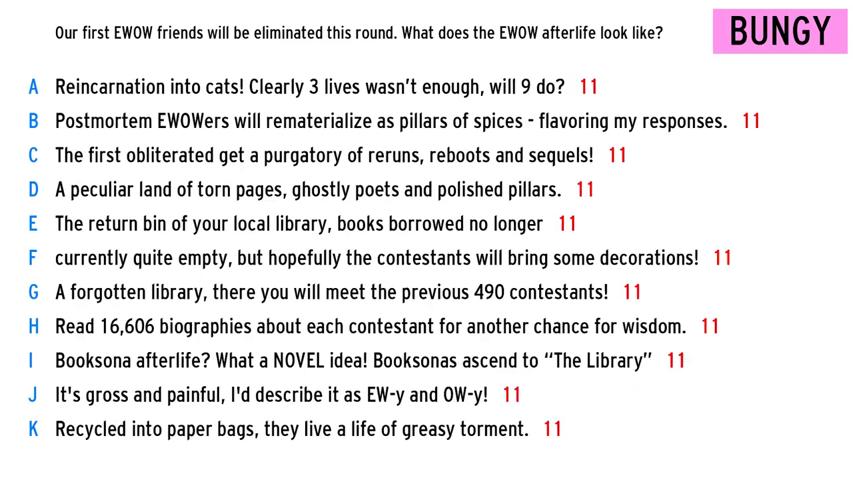 Our first EWOW friends will be eliminated this round. What does the EWOW afterlife look like?
BUNGY
A Reincarnation into cats! Clearly 3 lives wasn't enough, will 9 do? 11
B Postmortem EWOWers will rematerialize as pillars of spices - flavoring my responses. 11
C The first obliterated get a purgatory of reruns, reboots and sequels! 11
D A peculiar land of torn pages, ghostly poets and polished pillars. 11
E The return bin of your local library, books borrowed no longer 11
F currently quite empty, but hopefully the contestants will bring some decorations! 11
G A forgotten library, there you will meet the previous 490 contestants! 11
H Read 16,606 biographies about each contestant for another chance for wisdom. 11
I Booksona afterlife? What a NOVEL idea! Booksonas ascend to “The Library” 11
J It's gross and painful, I'd describe it as EW-y and OW-y! 11
K Recycled into paper bags, they live a life of greasy torment. 11